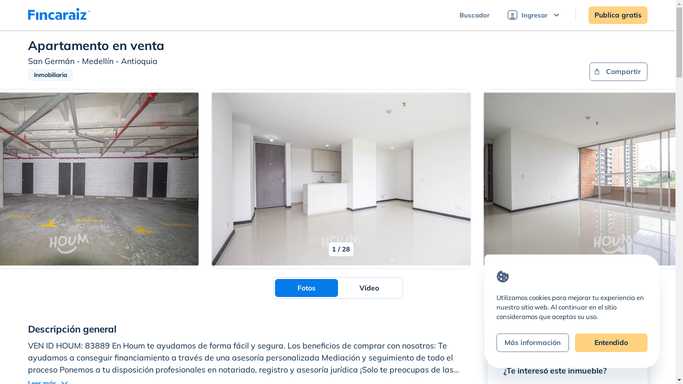 Fincaraiz
Buscador
Ingresar
Publica gratis
Apartamento en venta
San Germán - Medellín - Antioquia
Inmobiliaria
Compartir
HOUM
HOUM
HOUM
1 / 28
Fotos
Video
Descripción general
VEN ID HOUM: 83889 En Houm te ayudamos de forma fácil y segura. Los beneficios de comprar con nosotros: Te
ayudamos a conseguir financiamiento a través de una asesoría personalizada Mediación y seguimiento de todo el
proceso Ponemos a tu disposición profesionales en notariado, registro y asesoría jurídica ¡Solo te preocupas de las...
Leer más
Utilizamos cookies para mejorar tu experiencia en
nuestro sitio web. Al continuar en el sitio
consideramos que aceptas su uso.
Más información
Entendido
¿Te interesó este inmueble?